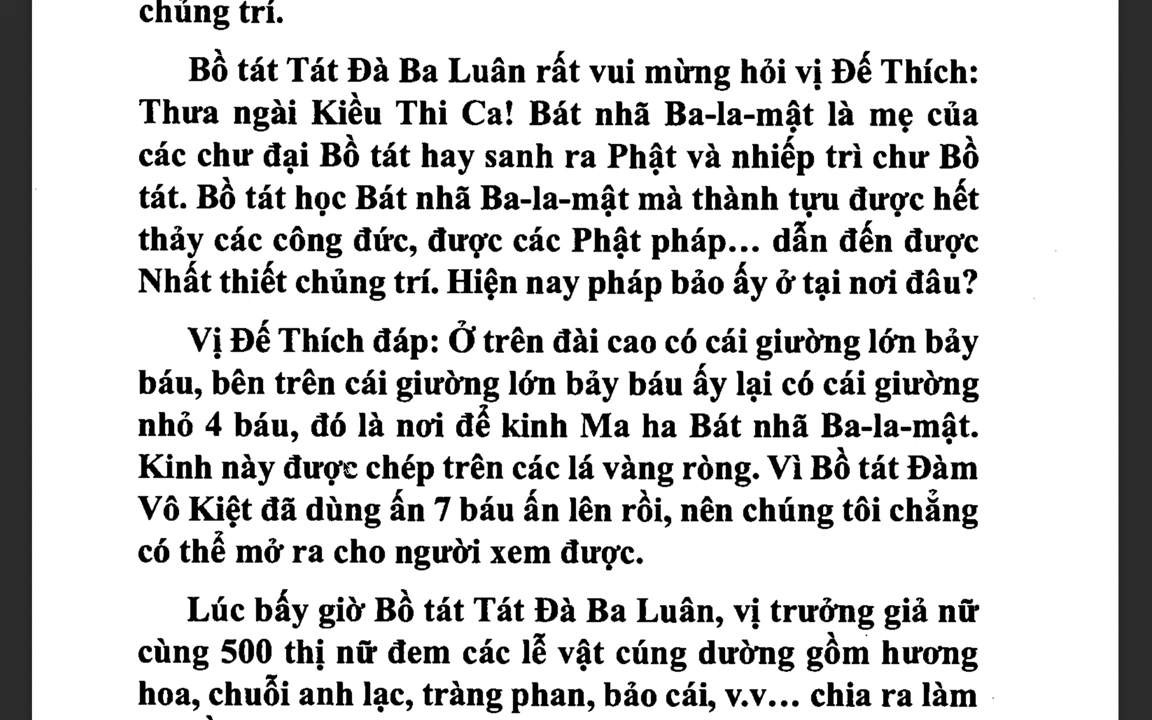 chủng trí.
Bồ tát Tát Đà Ba Luân rất vui mừng hỏi vị Đế Thích:
Thưa ngài Kiều Thi Ca! Bát nhã Ba-la-mật là mẹ của
các chư đại Bồ tát hay sanh ra Phật và nhiếp trì chư Bồ
tát. Bồ tát học Bát nhã Ba-la-mật mà thành tựu được hết
thảy các công đức, được các Phật pháp... dẫn đến được
Nhất thiết chủng trí. Hiện nay pháp bảo ấy ở tại nơi đâu?
Vị Đế Thích đáp: Ở trên đài cao có cái giường lớn bảy
báu, bên trên cái giường lớn bảy báu ấy lại có cái giường
nhỏ 4 báu, đó là nơi để kinh Ma ha Bát nhã Ba-la-mật.
Kinh này được chép trên các lá vàng ròng. Vì Bồ tát Đàm
Vô Kiệt đã dùng ấn 7 báu ấn lên rồi, nên chúng tôi chẳng
có thể mở ra cho người xem được.
Lúc bấy giờ Bồ tát Tát Đà Ba Luân, vị trưởng giả nữ
cùng 500 thị nữ đem các lễ vật cúng dường gồm hương
hoa, chuỗi anh lạc, tràng phan, bảo cái, v.v... chia ra làm